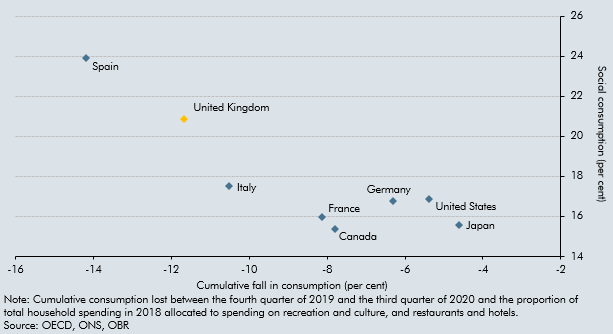 26
24
22
20
18
16
14
Social consumption (per cent)
Spain
United Kingdom
Italy
Germany
United States
France
Japan
Canada
-16 -14 -12 -10 -8 -6 -4 -2
Cumulative fall in consumption (per cent)
Note: Cumulative consumption lost between the fourth quarter of 2019 and the third quarter of 2020 and the proportion of
total household spending in 2018 allocated to spending on recreation and culture, and restaurants and hotels.
Source: OECD, ONS, OBR